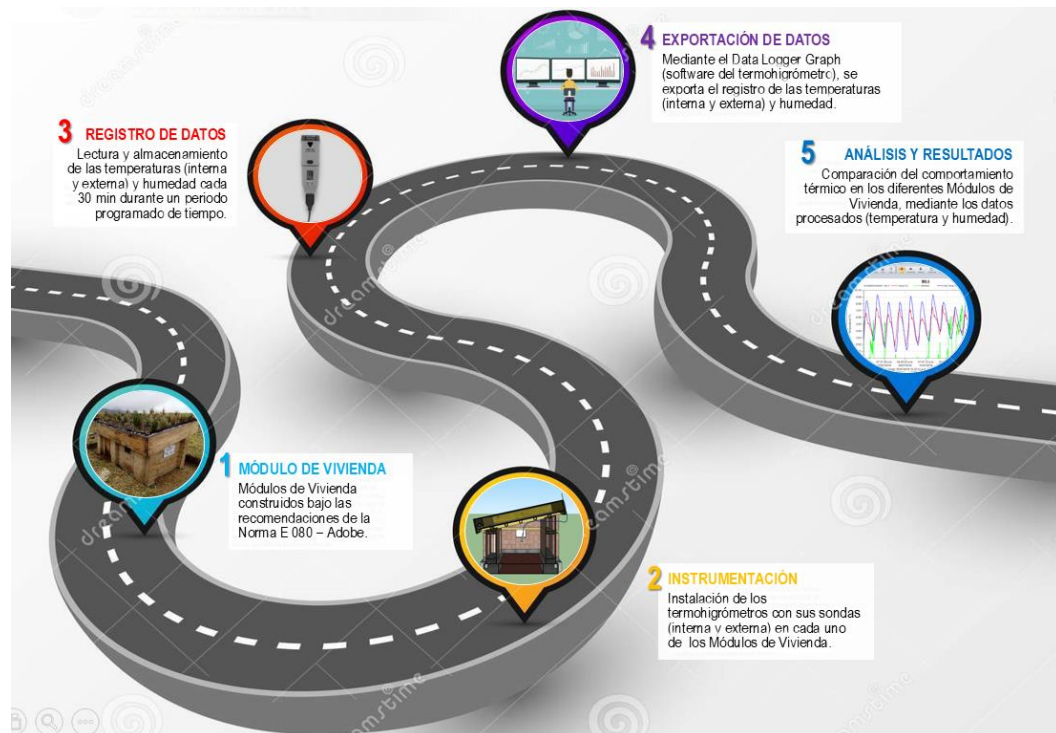 1 MÓDULO DE VIVIENDA
Módulos de Vivienda
construidos bajo las
recomendaciones de la
Norma E 080 – Adobe.
2 INSTRUMENTACIÓN
Instalación de los
termohigrómetros con sus sondas
(interna y externa) en cada uno
de los Módulos de Vivienda.
3 REGISTRO DE DATOS
Lectura y almacenamiento
de las temperaturas (interna
y externa) y humedad cada
30 min durante un periodo
programado de tiempo.
4 EXPORTACIÓN DE DATOS
Mediante el Data Logger Graph
(software del termohigrómetro), se
exporta el registro de las temperaturas
(interna y externa) y humedad.
5 ANÁLISIS Y RESULTADOS
Comparación del comportamiento
térmico en los diferentes Módulos de
Vivienda, mediante los datos
procesados (temperatura y humedad).
dreamstime
dreamstime
dreamstime
dreamstime